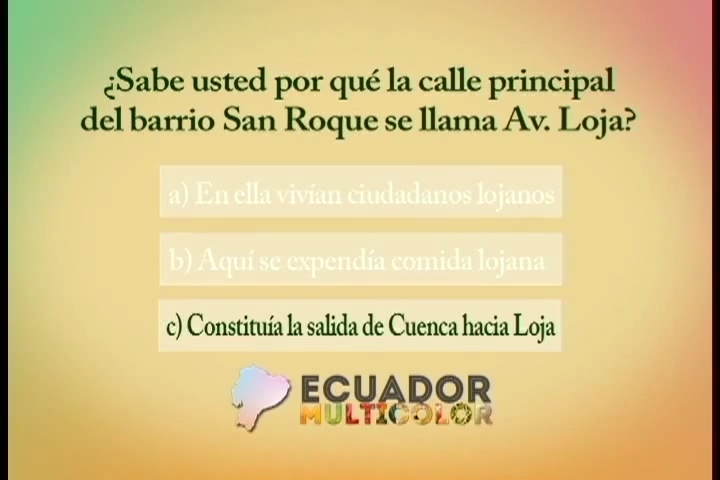 ¿Sabe usted por qué la calle principal
del barrio San Roque se llama Av. Loja?
a) En ella vivían ciudadanos lojanos
b) Aquí se expendía comida lojana
c) Constituía la salida de Cuenca hacia Loja
ECUADOR
MULTICOLOR